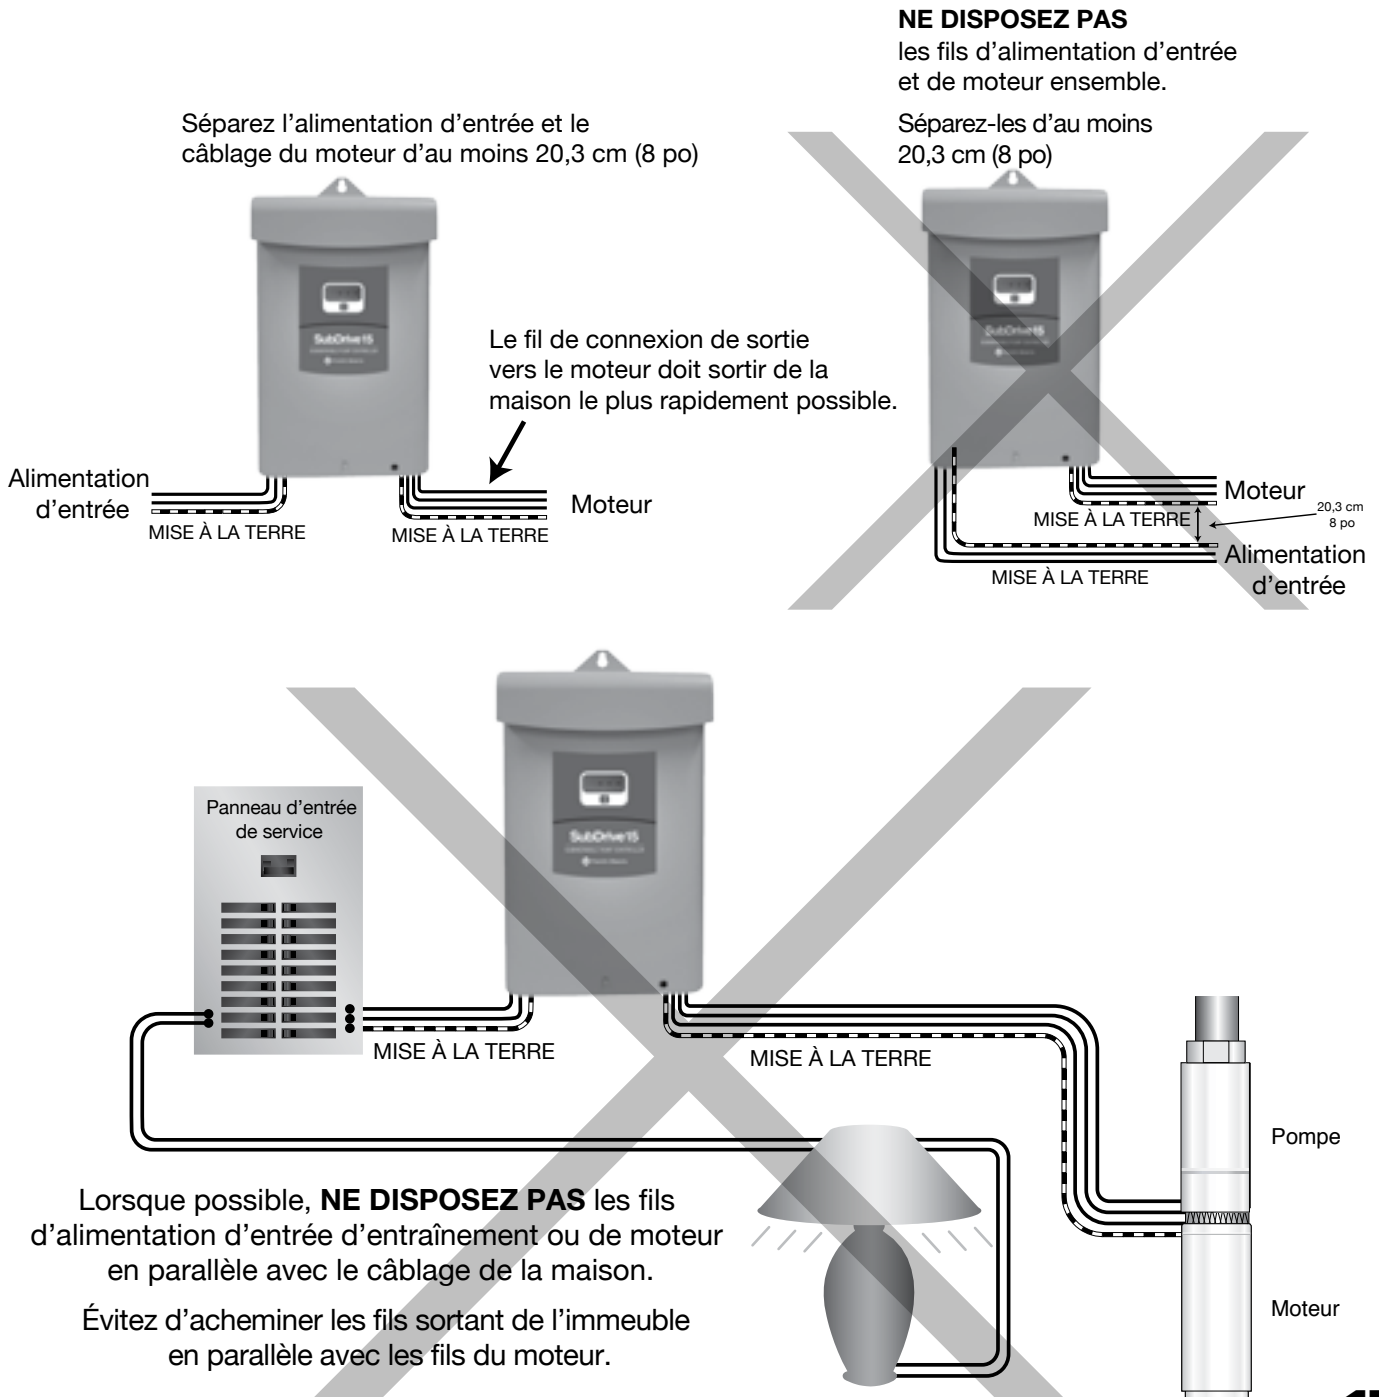 NE DISPOSEZ PAS
les fils d'alimentation d'entrée
et de moteur ensemble.
Séparez-les d'au moins
20,3 cm (8 po)
Séparez l'alimentation d'entrée et le
câblage du moteur d'au moins 20,3 cm (8 po)
SubDrive15
Le fil de connexion de sortie
vers le moteur doit sortir de la
maison le plus rapidement possible.
Alimentation
d'entrée
MISE À LA TERRE
MISE À LA TERRE
Moteur
SubDrive15
Moteur
MISE À LA TERRE
20,3 cm
8 po
Alimentation
d'entrée
MISE À LA TERRE
Panneau d'entrée
de service
SubDrive15
MISE À LA TERRE
MISE À LA TERRE
Pompe
Moteur
Lorsque possible, NE DISPOSEZ PAS les fils
d'alimentation d'entrée d'entraînement ou de moteur
en parallèle avec le câblage de la maison.
Évitez d'acheminer les fils sortant de l'immeuble
en parallèle avec les fils du moteur.